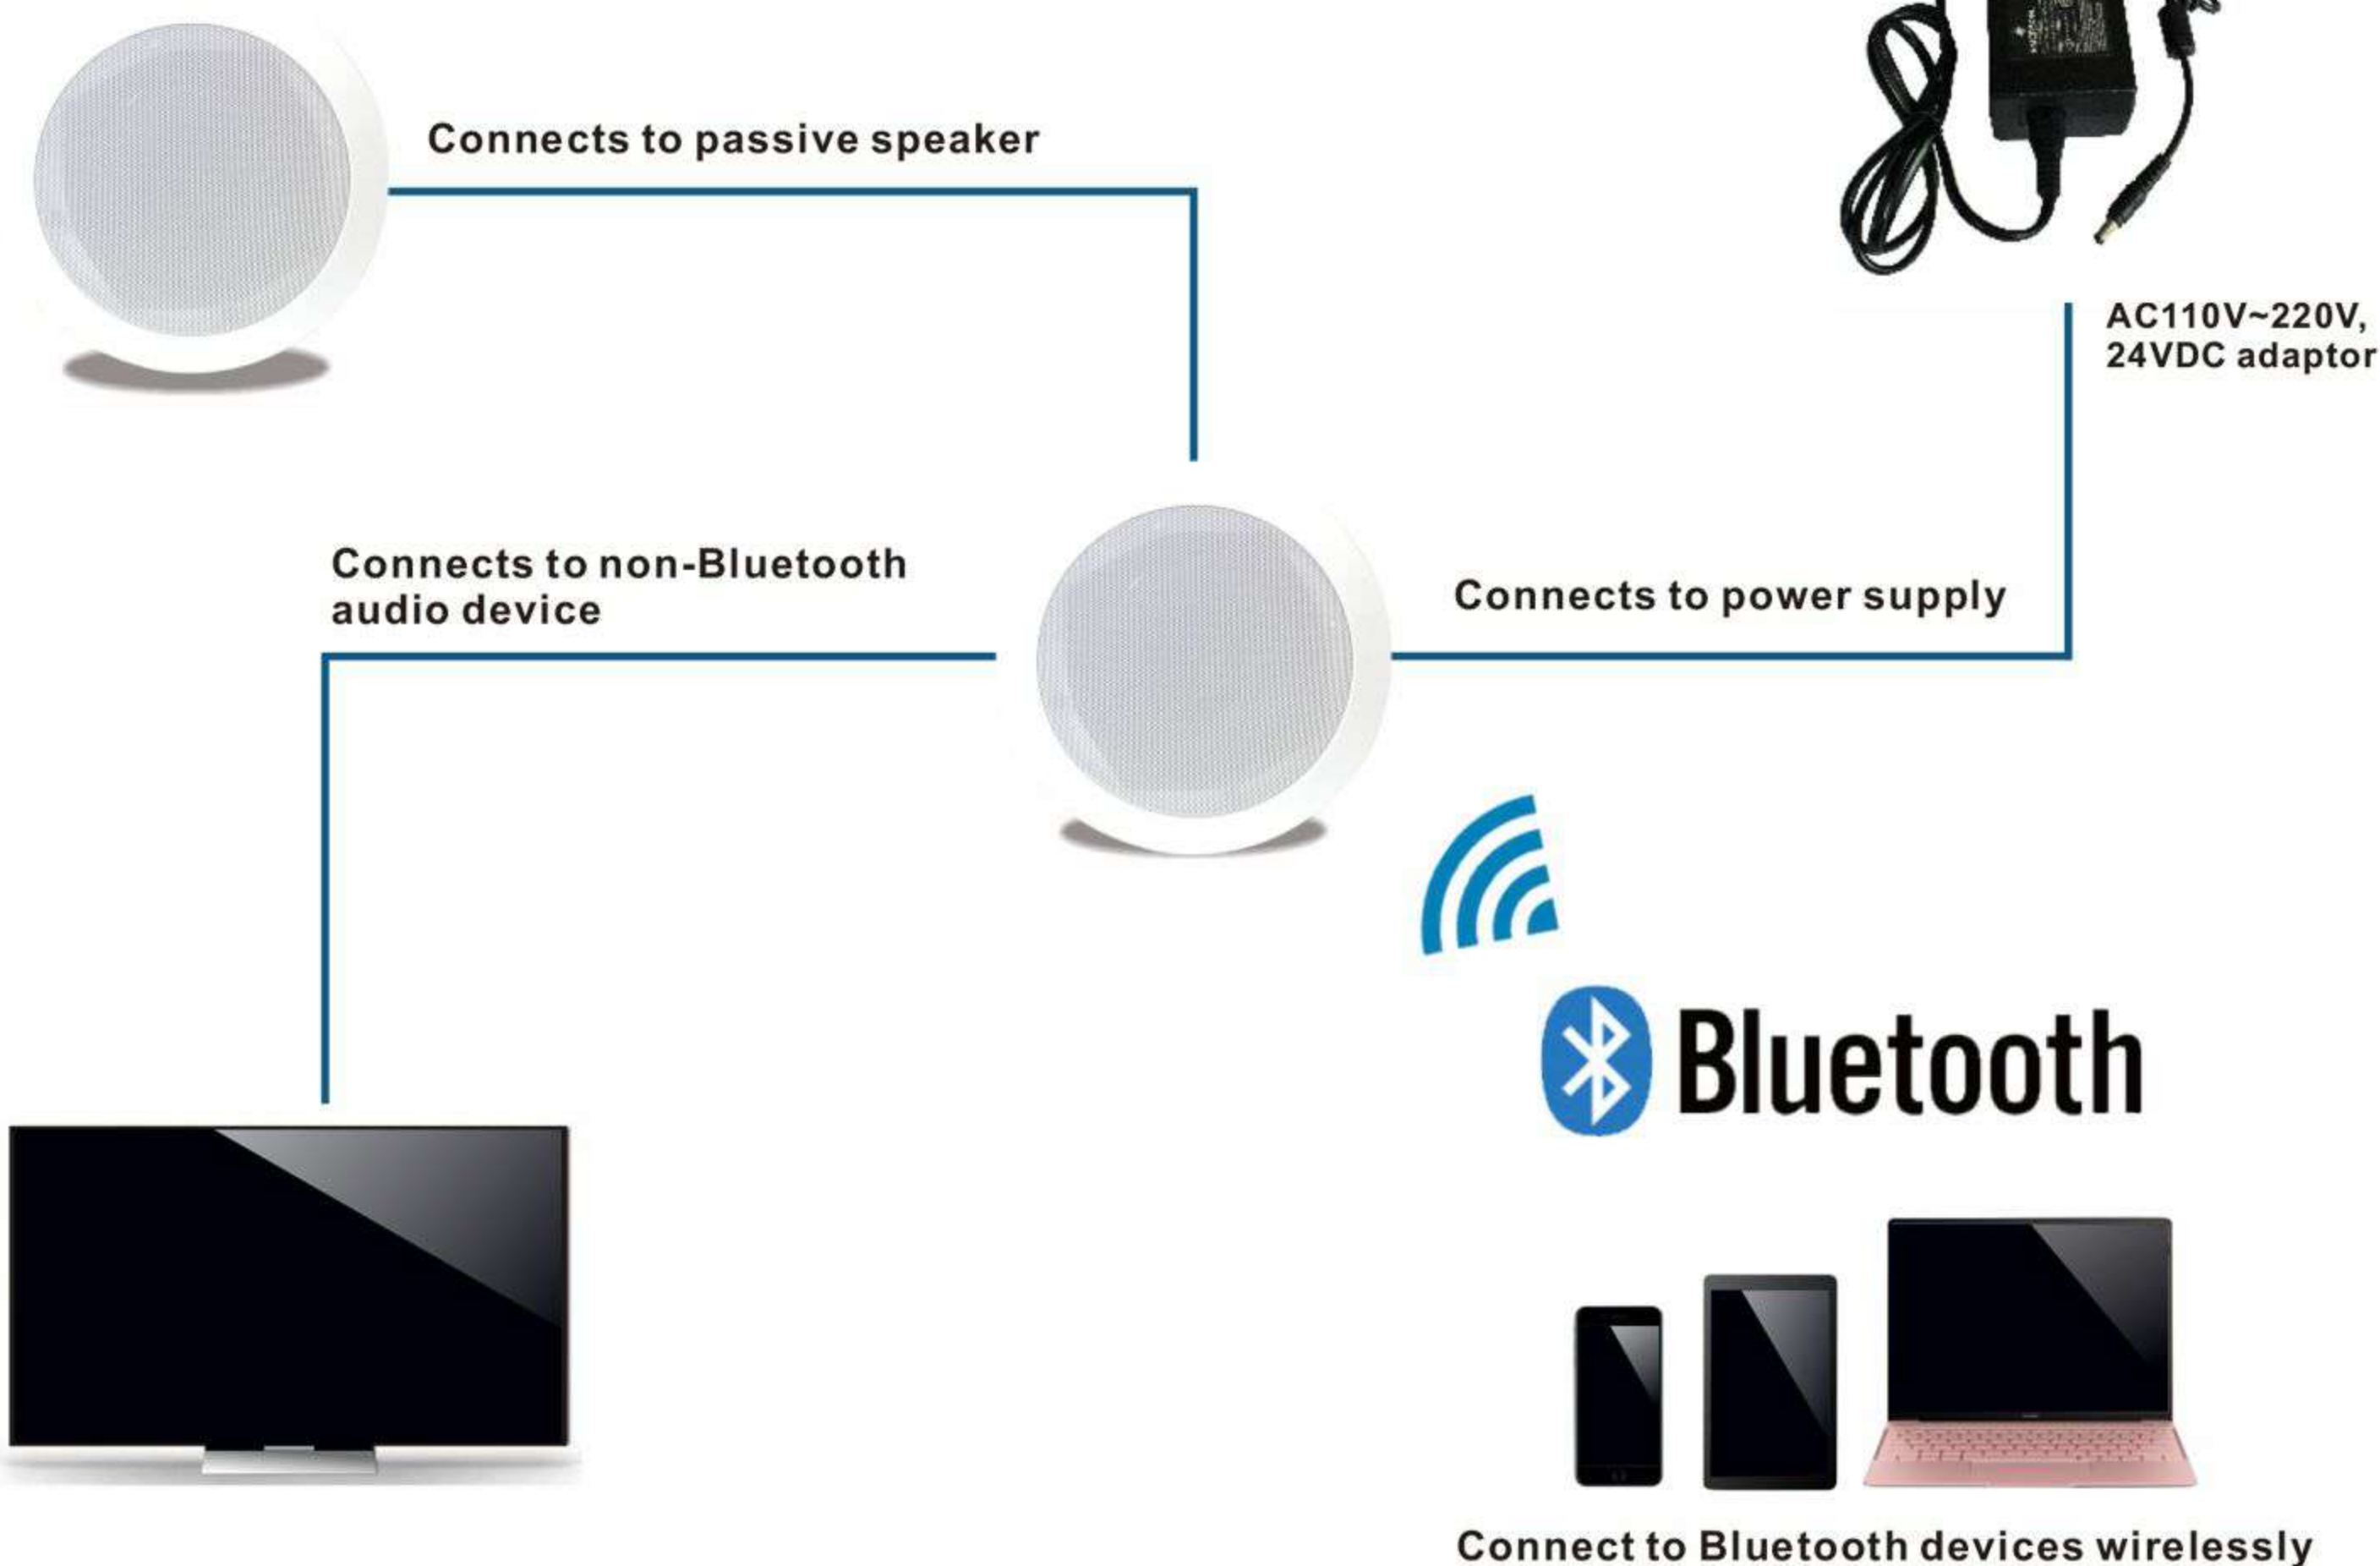 Connects to passive speaker
AC110V~220V,
24VDC adaptor
Connects to non-Bluetooth
audio device
Connects to power supply
Bluetooth
Connect to Bluetooth devices wirelessly